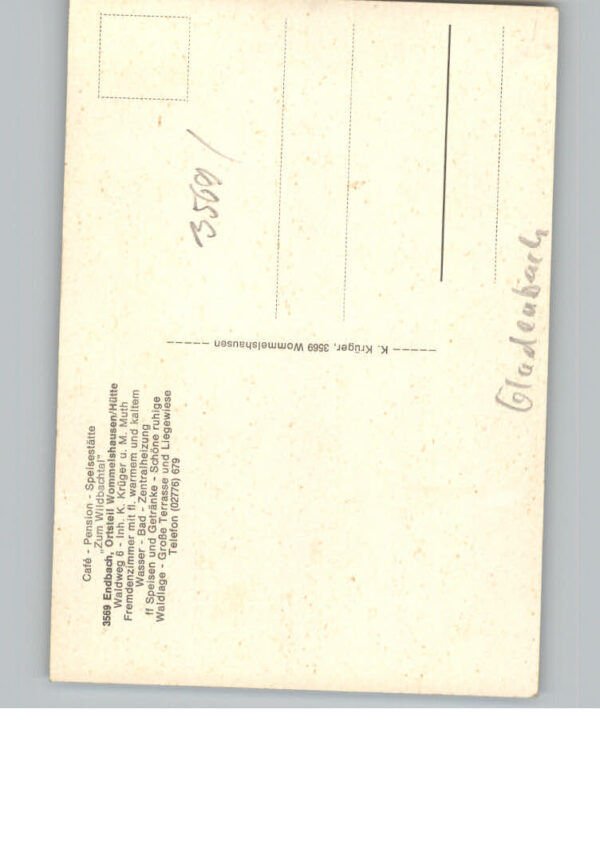 Café - Pension - Speisestätte
„Zum Wildbachtal"
3569 Endbach, Ortsteil Wommelshausen/Hütte
Waldweg 6 - Inh. K. Krüger u. M. Muth
Fremdenzimmer mit fl. warmem und kaltem
Wasser - Bad - Zentralheizung
ff Speisen und Getränke - Schöne ruhige
Waldlage - Große Terrasse und Liegewiese
Telefon (02776) 679
K. Krüger, 3569 Wommelshausen
3569/
Gladenbach